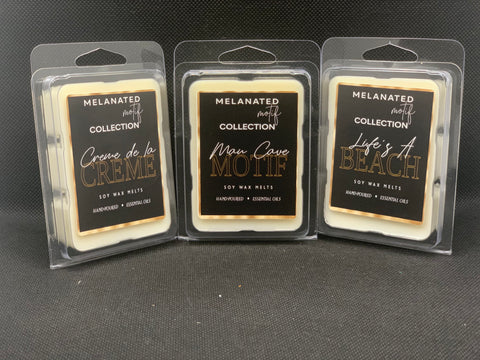 MELANATED
motif
COLLECTION
Creme de la
CREME
SOY WAX MELTS
HAND-POURED • ESSENTIAL OILS
MELANATED
motif
COLLECTION
Man Cave
MOTIF
SOY WAX MELTS
HAND-POURED • ESSENTIAL OILS
MELANATED
motif
COLLECTION
Life's A
BEACH
SOY WAX MELTS
HAND-POURED • ESSENTIAL OILS